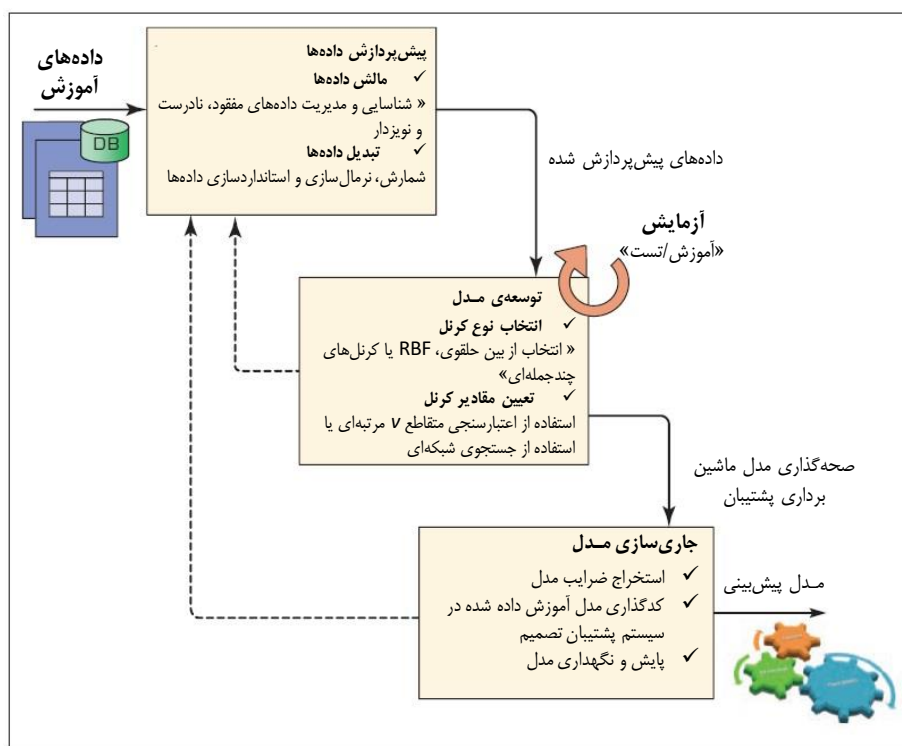 داده‌های
آموزش
DB
پیش‌پردازش داده‌ها
✓ مالش داده‌ها
« شناسایی و مدیریت داده‌های مفقود، نادرست
و نویزدار
✓ تبدیل داده‌ها
شمارش، نرمال‌سازی و استانداردسازی داده‌ها
داده‌های پیش‌پردازش شده
آزمایش
«آموزش/تست»
توسعه‌ی مـدل
✓ انتخاب نوع کرنل
« انتخاب از بین حلقوی، RBF یا کرنل‌های
چندجمله‌ای»
✓ تعیین مقادیر کرنل
استفاده از اعتبارسنجی متقاطع v مرتبه‌ای یا
استفاده از جستجوی شبکه‌ای
صحه‌گذاری مدل ماشین
برداری پشتیبان
جاری‌سازی مـدل
✓ استخراج ضرایب مدل
✓ کدگذاری مدل آموزش داده شده در
سیستم پشتیبان تصمیم
✓ پایش و نگهداری مدل
مـدل پیش‌بینی